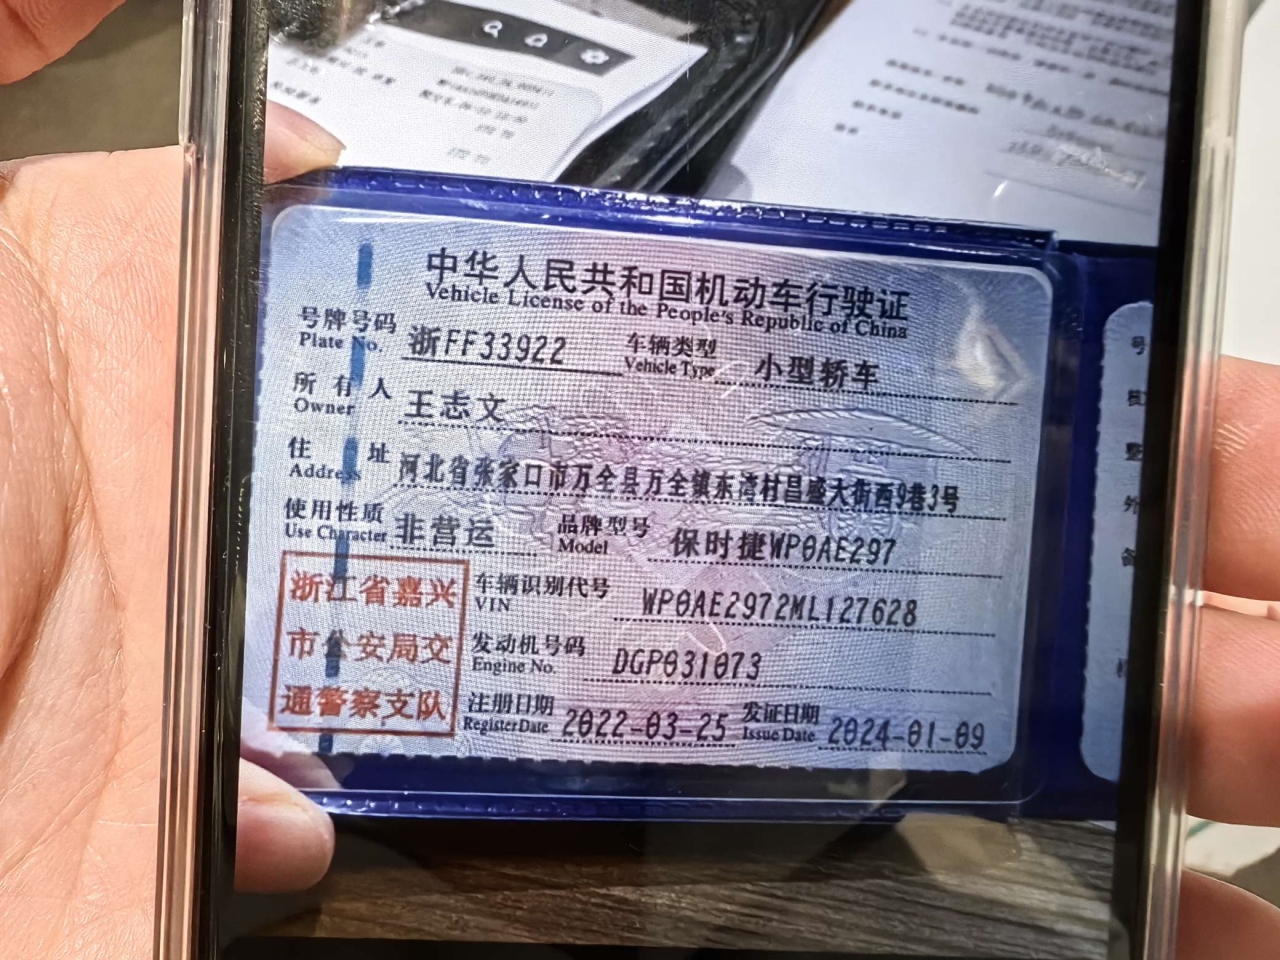 中华人民共和国机动车行驶证
Vehicle License of the People's Republic of China
号牌号码 浙FF33922 车辆类型 小型轿车
Plate No. Vehicle Type
所有人 王志文
Owner
住址 河北省张家口市万全县万全镇东湾村昌盛大街西9巷3号
Address
使用性质 非营运 品牌型号 保时捷WP0AE297
Use Character Model
浙江省嘉兴
市公安局交
通警察支队
车辆识别代号 WP0AE2972ML127628
VIN
发动机号码 DGP031073
Engine No.
注册日期 2022-03-25 发证日期 2024-01-09
Register Date Issue Date
号
核
整
外
备